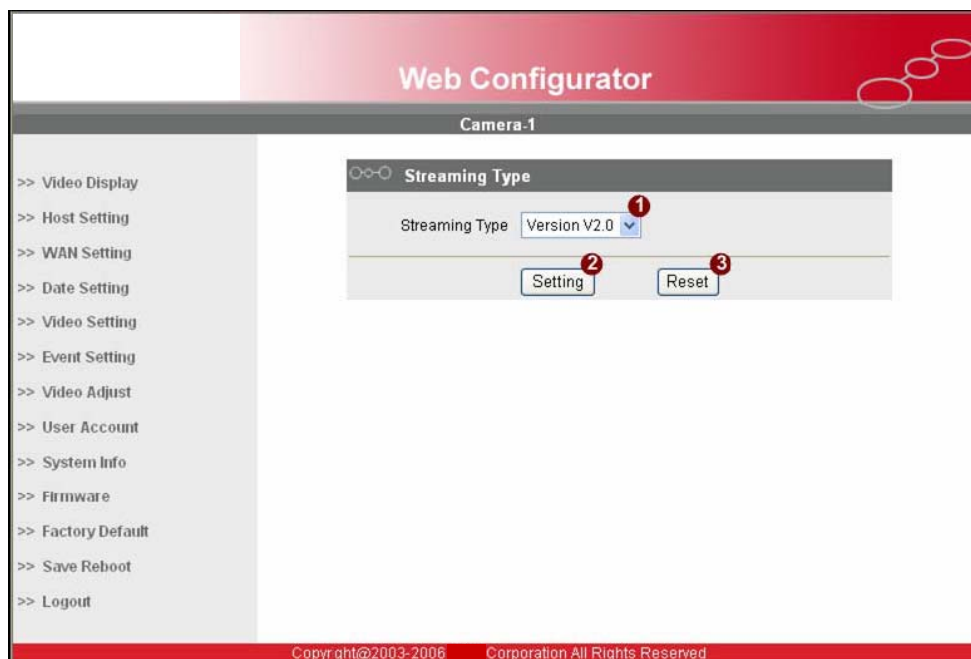 Web Configurator
Camera-1
>> Video Display
>> Host Setting
>> WAN Setting
>> Date Setting
>> Video Setting
>> Event Setting
>> Video Adjust
>> User Account
>> System Info
>> Firmware
>> Factory Default
>> Save Reboot
>> Logout
Streaming Type
Streaming Type Version V2.0 1
Setting 2 Reset 3
Copyright@2003-2006 Corporation All Rights Reserved